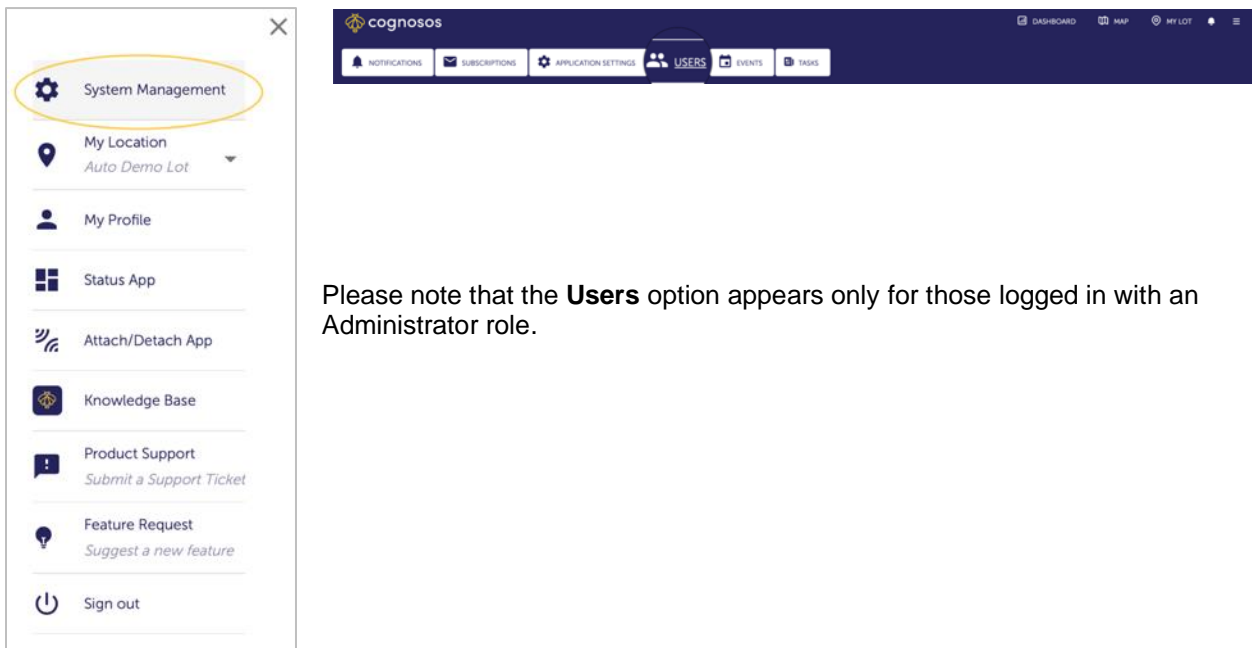 System Management
My Location
Auto Demo Lot
My Profile
Status App
Attach/Detach App
Knowledge Base
Product Support
Submit a Support Ticket
Feature Request
Suggest a new feature
Sign out
cognosos
DASHBOARD MAP MY LOT
NOTIFICATIONS SUBSCRIPTIONS APPLICATION SETTINGS USERS EVENTS TASKS
Please note that the Users option appears only for those logged in with an
Administrator role.